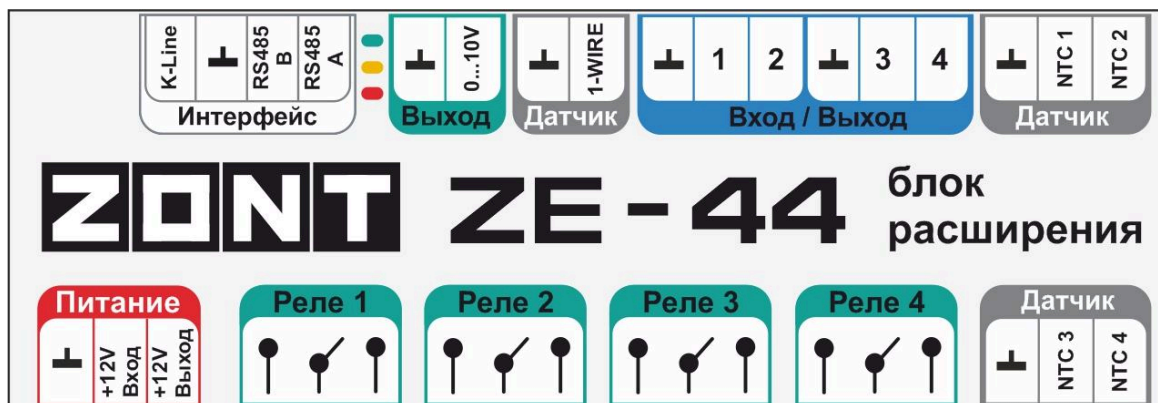 K-Line
RS485
B
RS485
A
Интерфейс
0...10V
Выход
1-WIRE
Датчик
1
2
3
4
Вход / Выход
NTC 1
NTC 2
Датчик
ZONT ZE-44 блок
расширения
Питание
+12V
Вход
+12V
Выход
Реле 1
Реле 2
Реле 3
Реле 4
Датчик
NTC 3
NTC 4